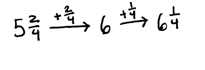 5 2/4 +2/4 → 6 +1/4 → 6 1/4